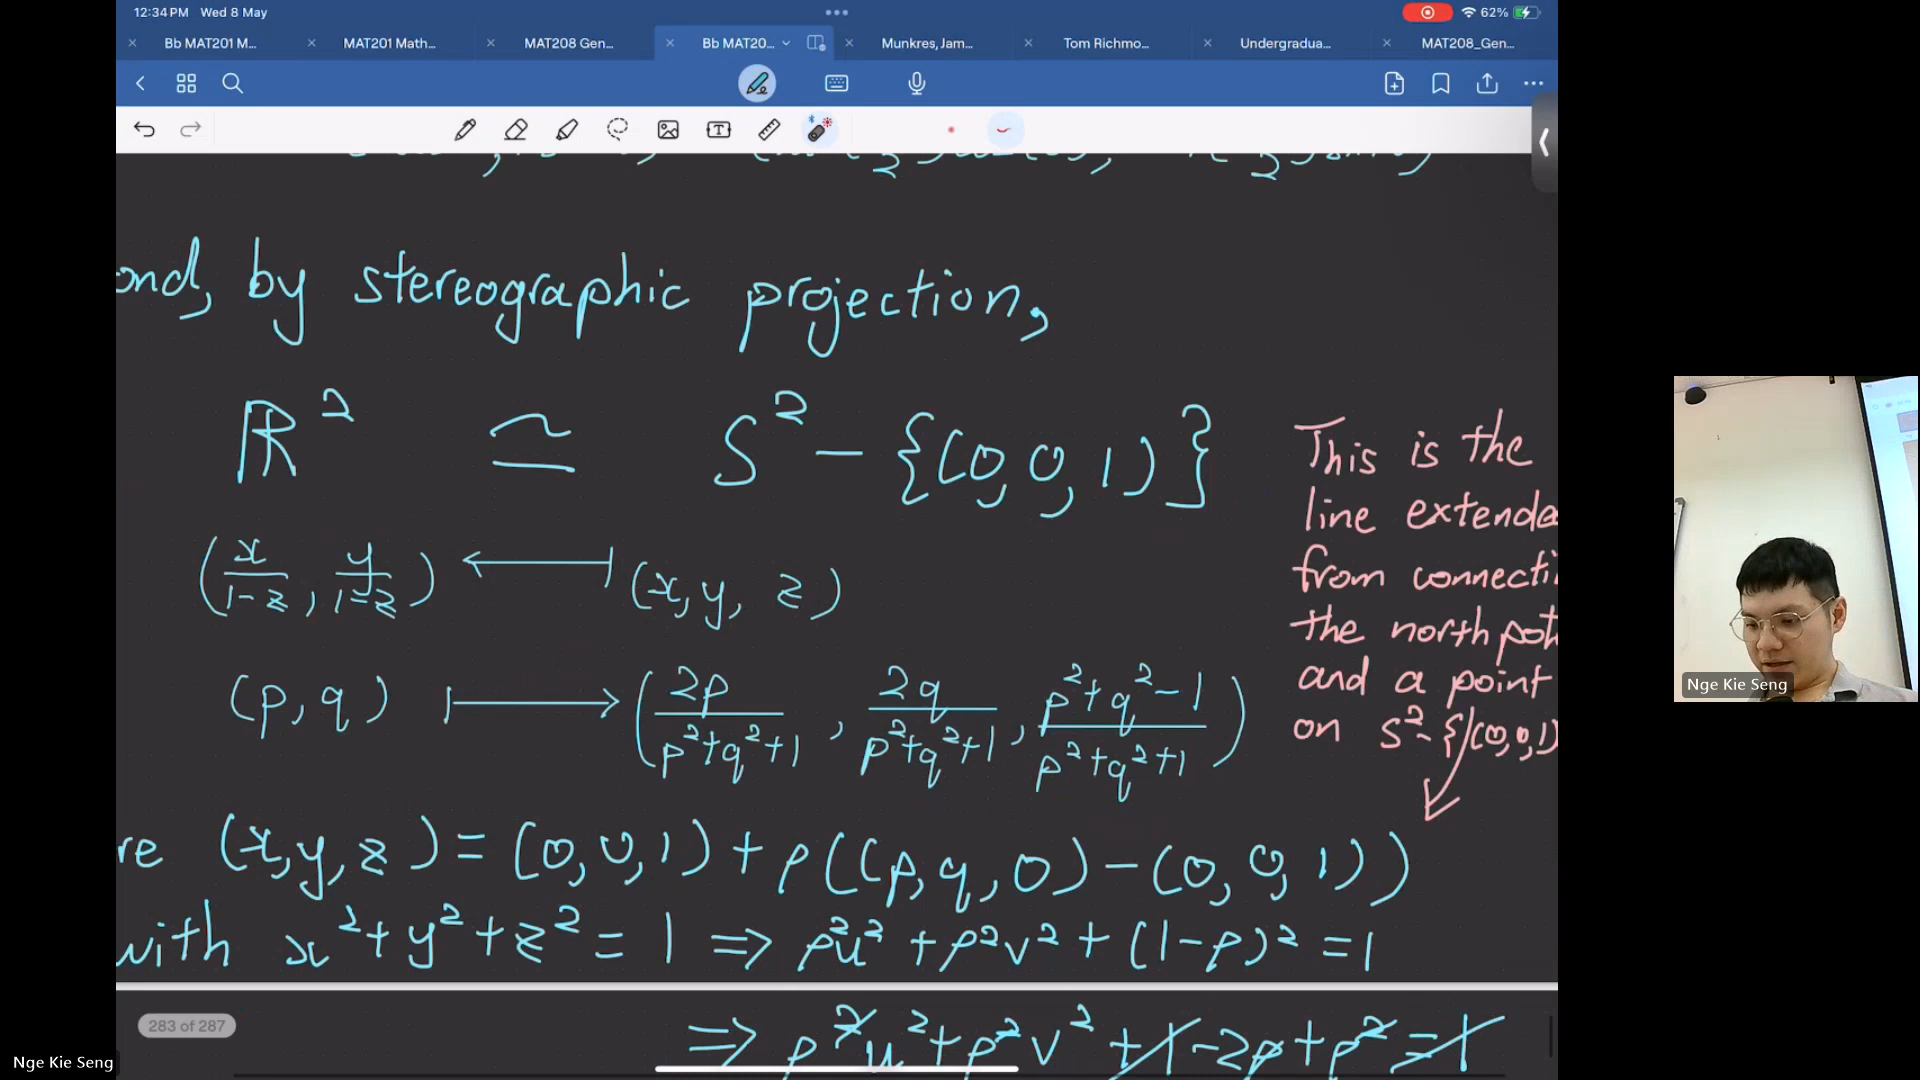 12:34 PM Wed 8 May
62%
Bb MAT201 M...
MAT201 Math...
MAT208 Gen...
Bb MAT20...
Munkres, Jam...
Tom Richmo...
Undergradua...
MAT208_Gen...
ond, by stereographic projection,
ℝ² ≅ S² - {(0,0,1)}
(x/(1-z), y/(1-z)) ⟻ (x,y,z)
(p,q) ⟼ (2p/(p²+q²+1), 2q/(p²+q²+1), (p²+q²-1)/(p²+q²+1))
This is the
line extende
from connecti
the north pol
and a point
on S²-{(0,0,1)
re (x,y,z) = (0,0,1) + ρ((p,q,0) - (0,0,1))
with x²+y²+z² = 1 ⇒ ρ²u² + ρ²v² + (1-ρ)² = 1
⇒ ρ²u² + ρ²v² + 1 - 2ρ + ρ² = 1
283 of 287
Nge Kie Seng
Nge Kie Seng